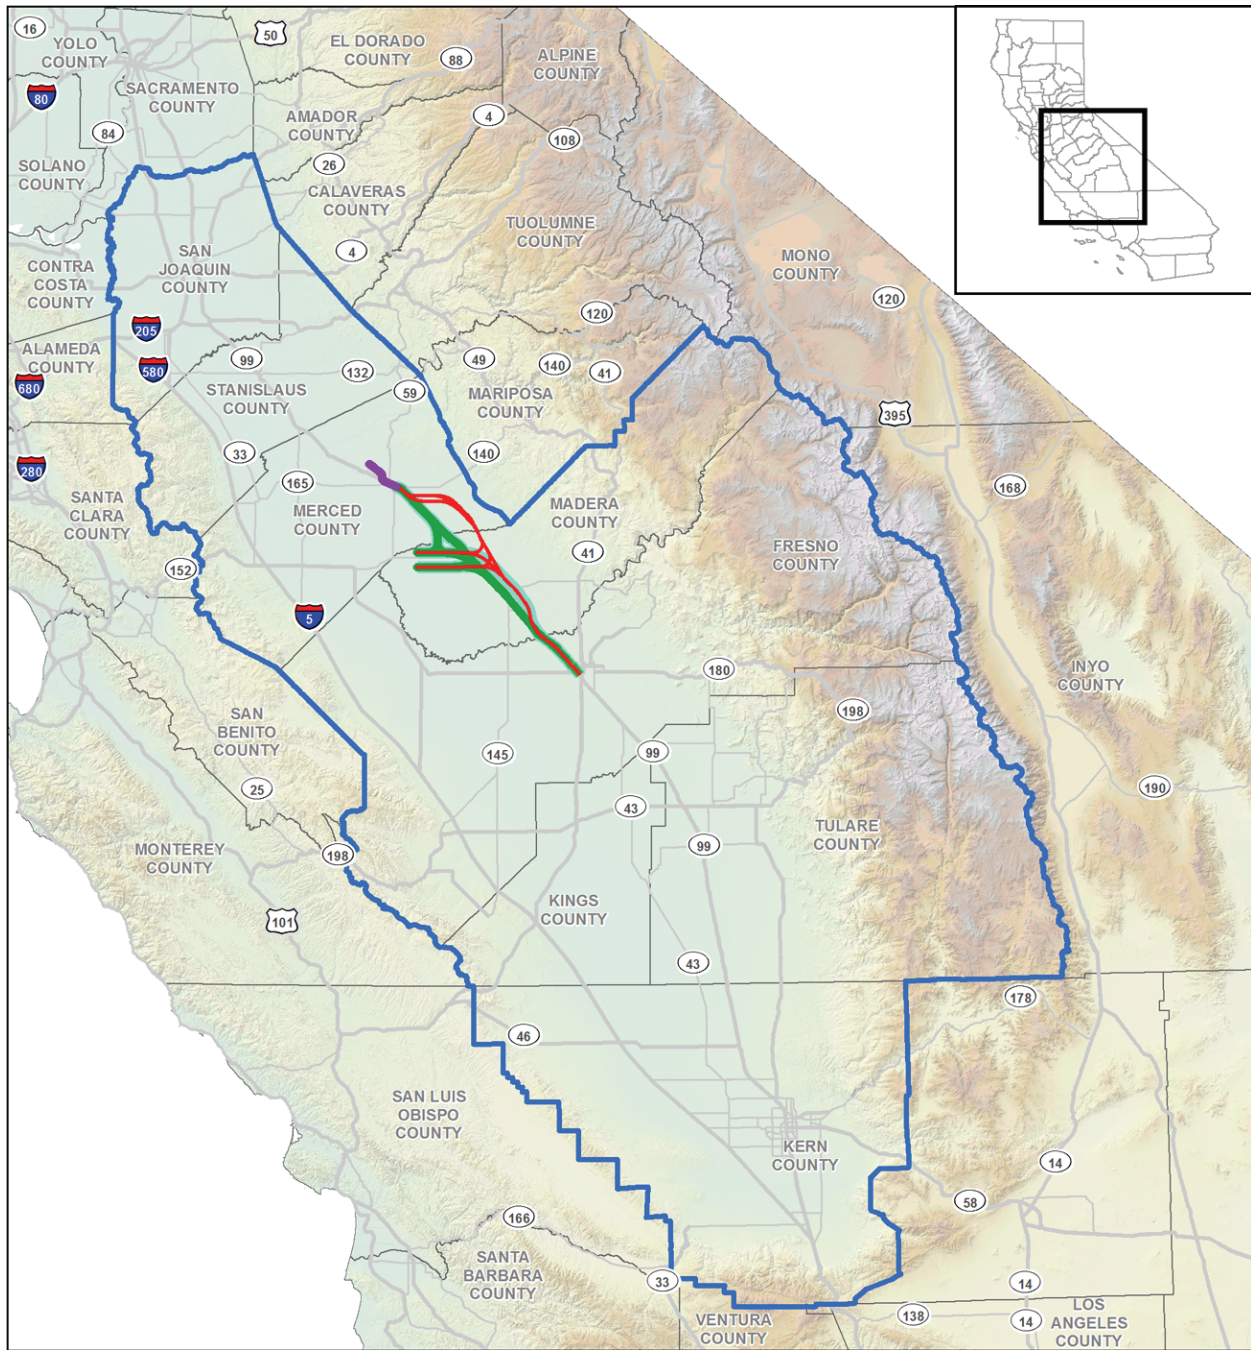 16
YOLO
COUNTY
50
EL DORADO
COUNTY
88
ALPINE
COUNTY
80
SACRAMENTO
COUNTY
84
AMADOR
COUNTY
4
108
SOLANO
COUNTY
26
CALAVERAS
COUNTY
TUOLUMNE
COUNTY
SAN
JOAQUIN
COUNTY
4
MONO
COUNTY
CONTRA
COSTA
COUNTY
120
120
205
ALAMEDA
COUNTY
580
99
132
49
140
41
680
STANISLAUS
COUNTY
59
MARIPOSA
COUNTY
395
33
140
280
165
168
SANTA
CLARA
COUNTY
MERCED
COUNTY
MADERA
COUNTY
41
FRESNO
COUNTY
152
5
180
INYO
COUNTY
SAN
BENITO
COUNTY
198
145
99
25
43
190
MONTEREY
COUNTY
198
99
TULARE
COUNTY
101
KINGS
COUNTY
43
178
46
SAN LUIS
OBISPO
COUNTY
KERN
COUNTY
14
58
166
SANTA
BARBARA
COUNTY
33
14
VENTURA
COUNTY
138
14
LOS
ANGELES
COUNTY